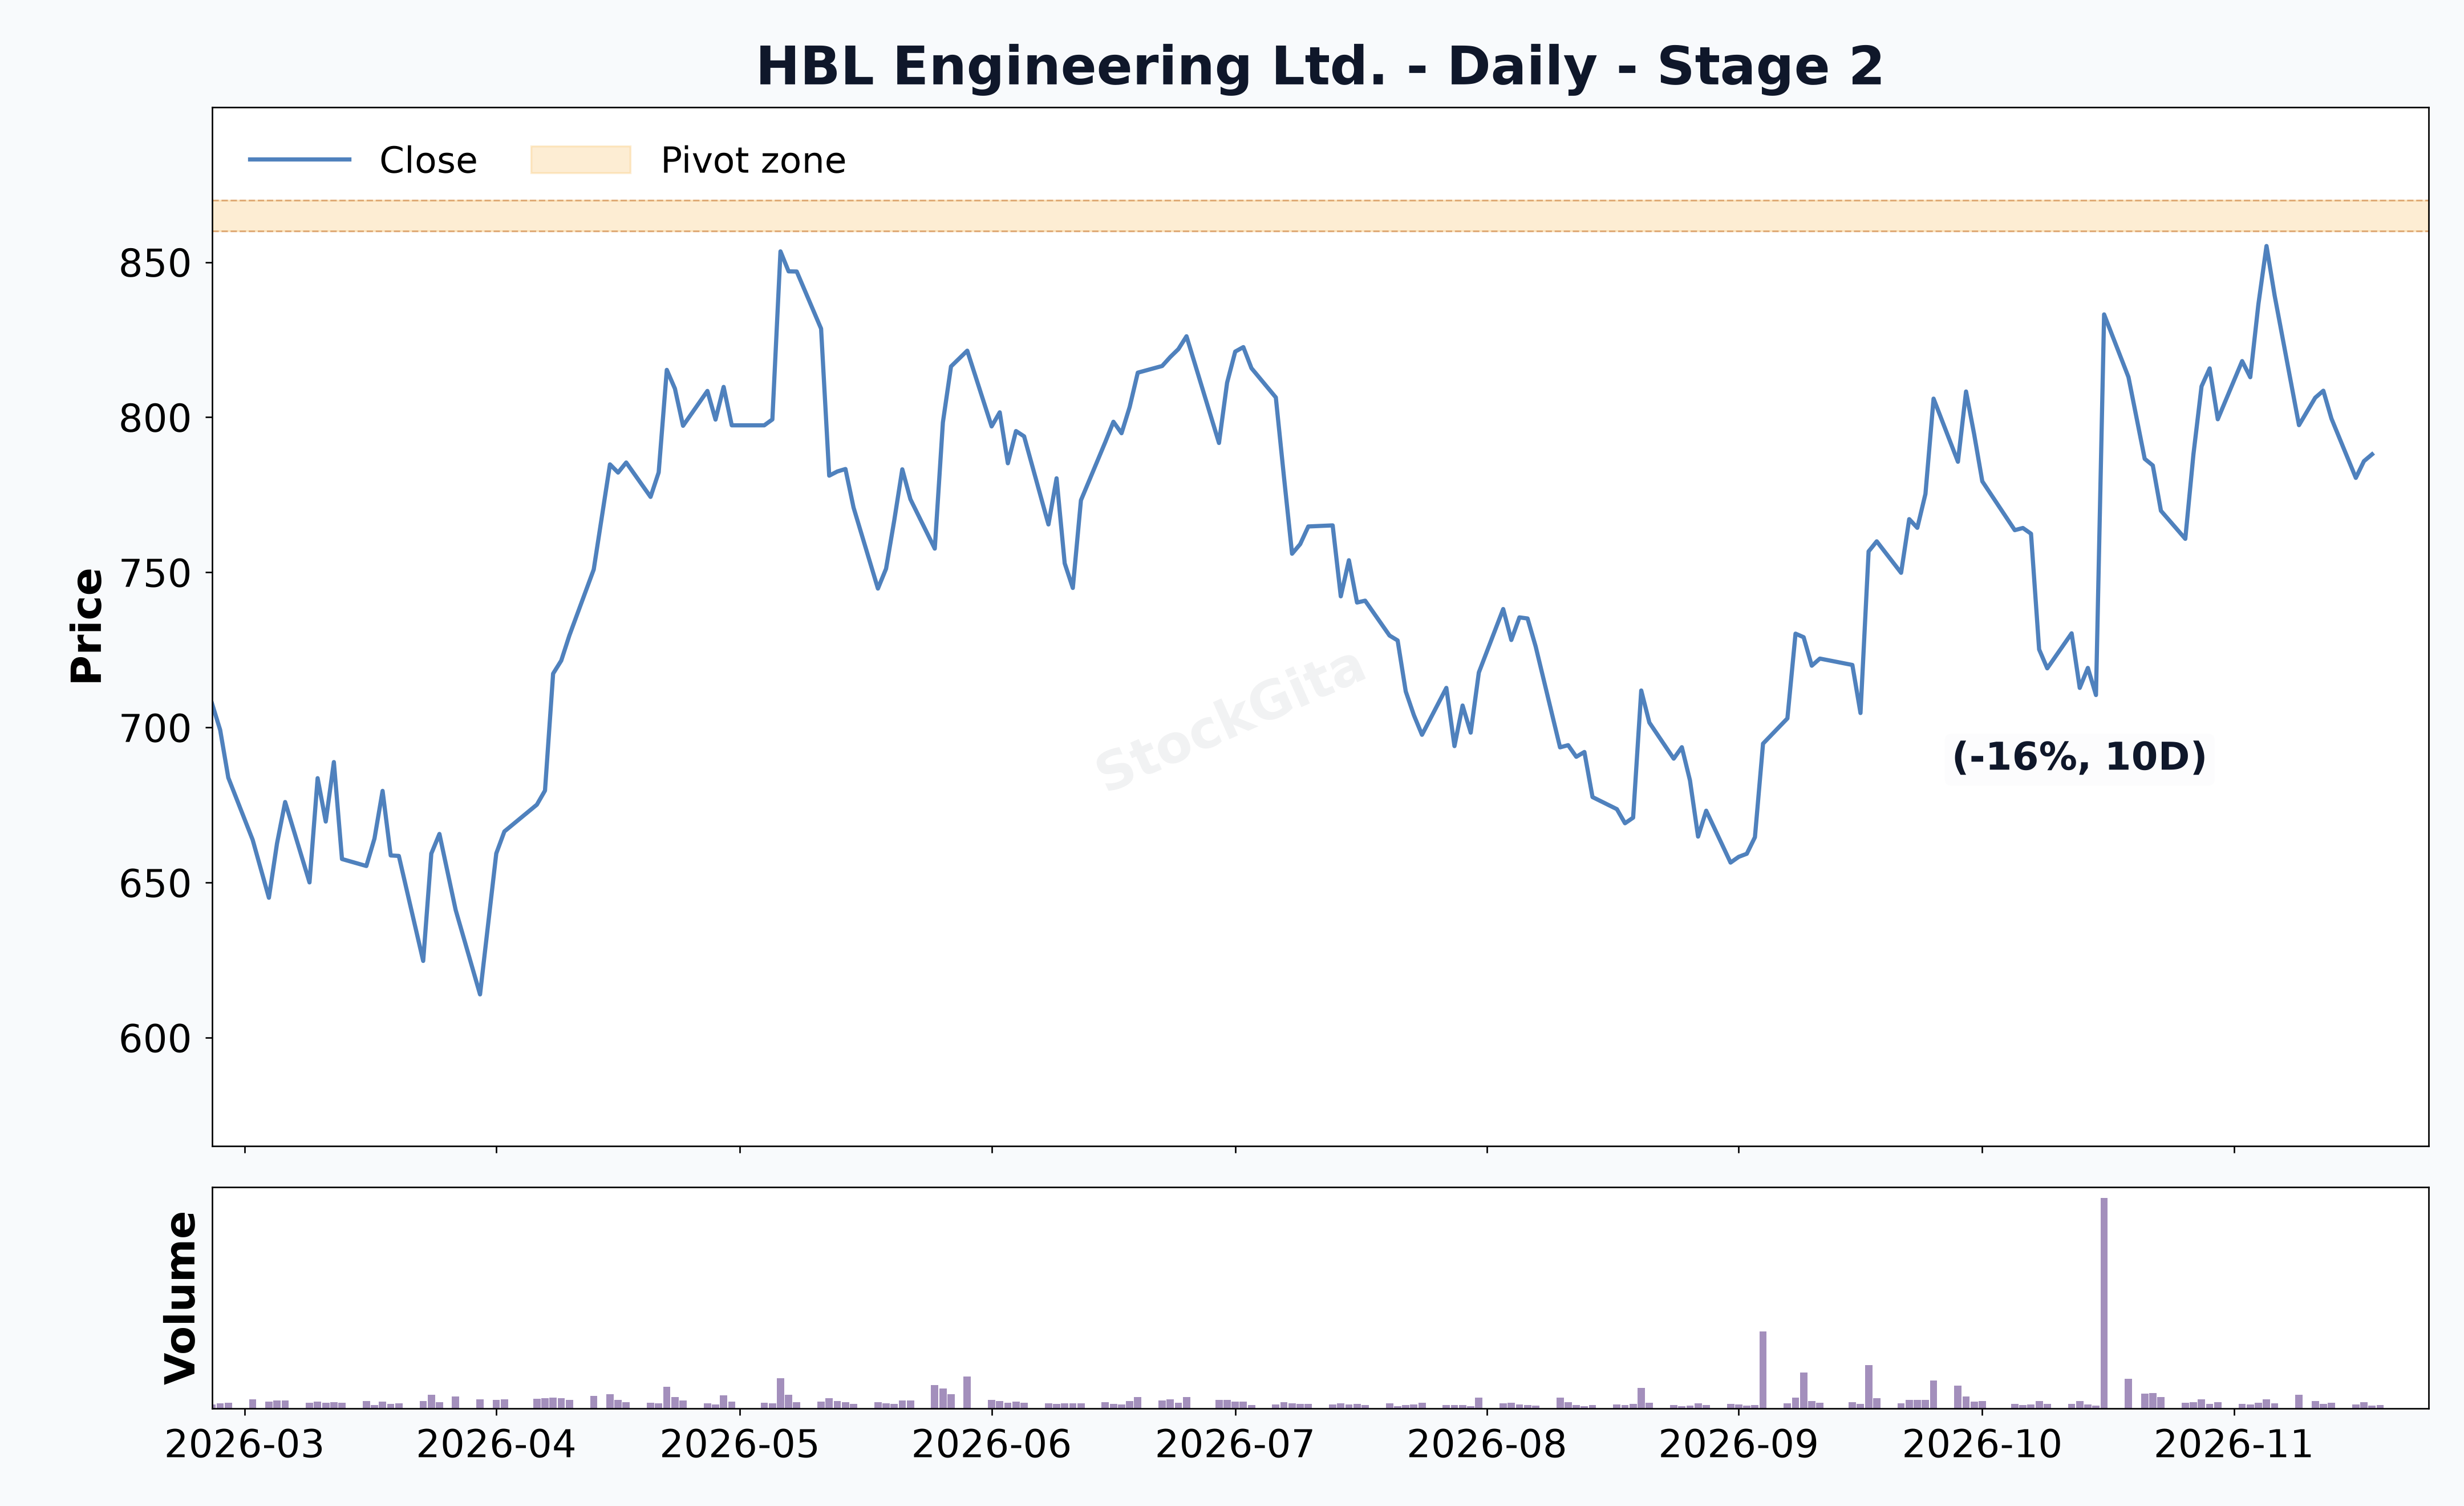 HBL Engineering Ltd. - Daily - Stage 2
Close
Pivot zone
850
800
750
700
650
600
Price
StockGita
(-16%, 10D)
Volume
2026-03
2026-04
2026-05
2026-06
2026-07
2026-08
2026-09
2026-10
2026-11